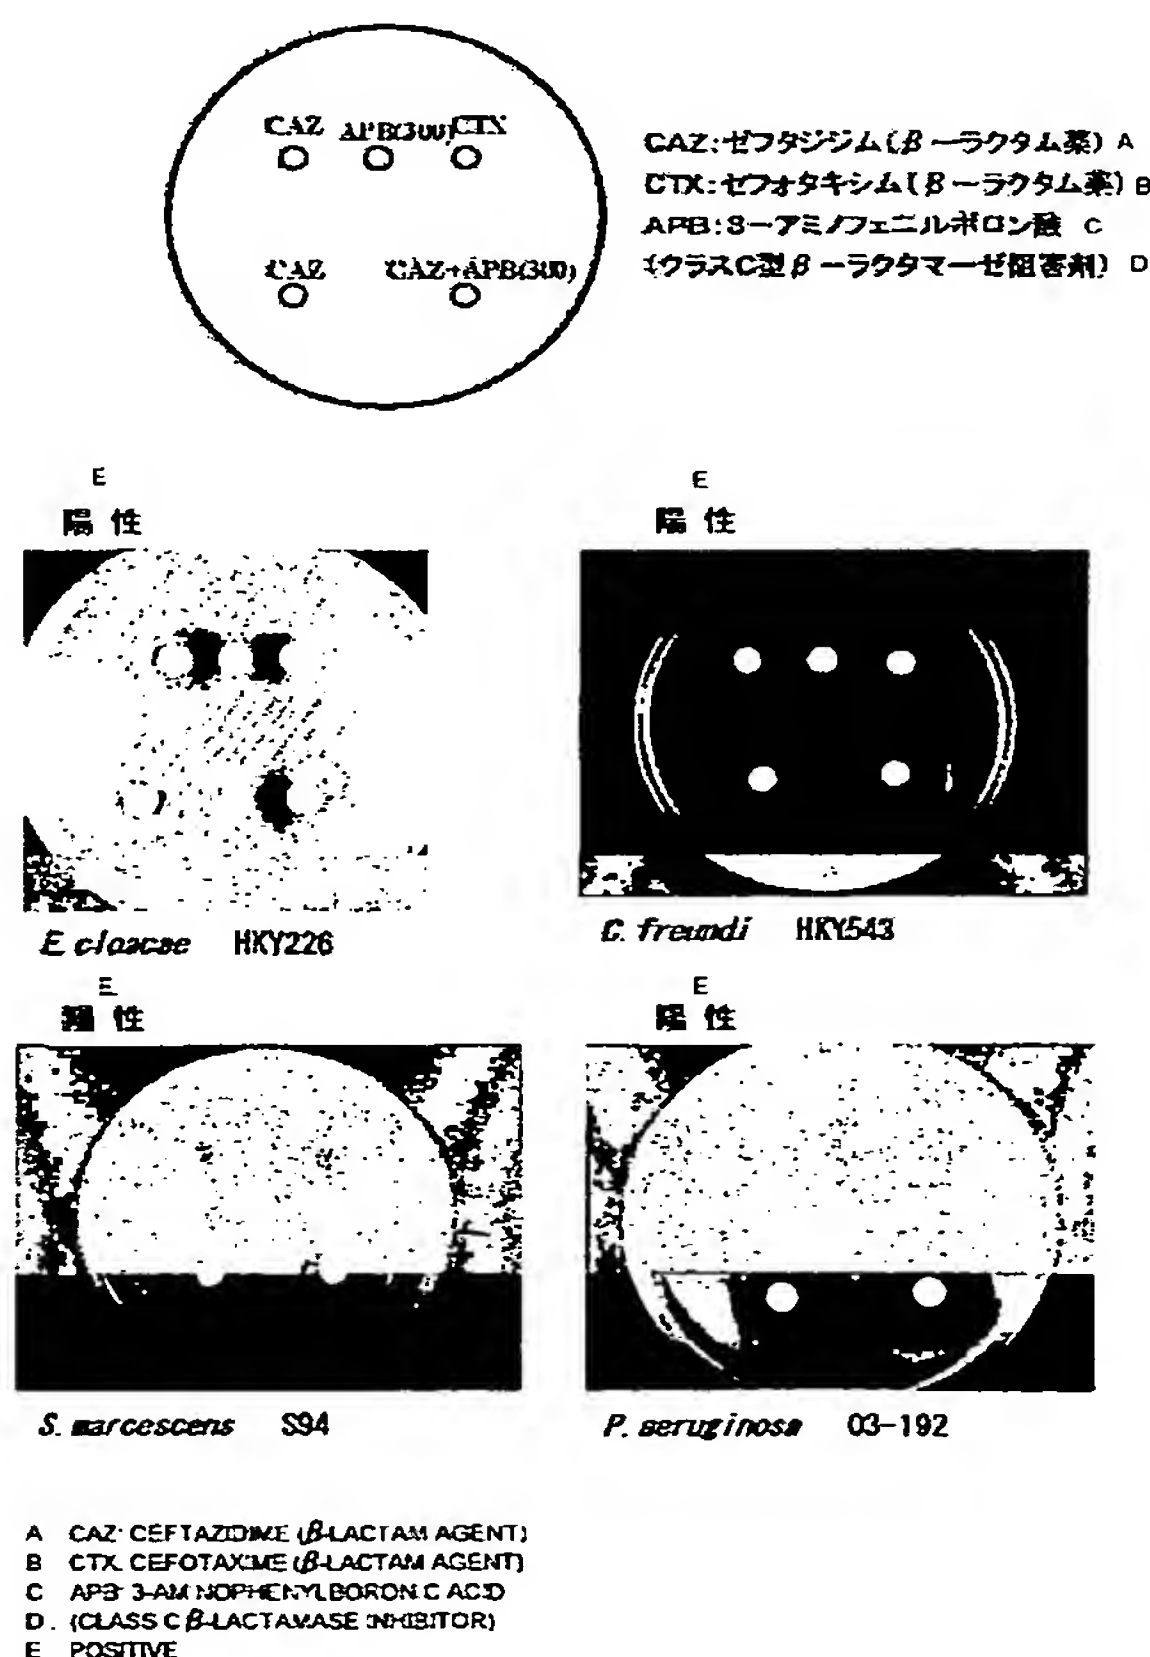 CAZ APB(300) CTX
CAZ CAZ+APB(300)
CAZ:ゼフタジジム(β－ラクタム薬) A
CTX:セフォタキシム(β－ラクタム薬) B
APB:3－アミノフェニルボロン酸 C
(クラスC型β－ラクタマーゼ阻害剤) D
E
陽性
E
陽性
E. cloacae HKY226
C. freundi HKY543
E
陽性
E
陽性
S. marcescens S94
P. aeruginosa 03-192
A CAZ: CEFTAZIDIME (β-LACTAM AGENT)
B CTX: CEFOTAXIME (β-LACTAM AGENT)
C APB: 3-AMINOPHENYLBORONIC ACID
D. (CLASS C β-LACTAMASE INHIBITOR)
E POSITIVE